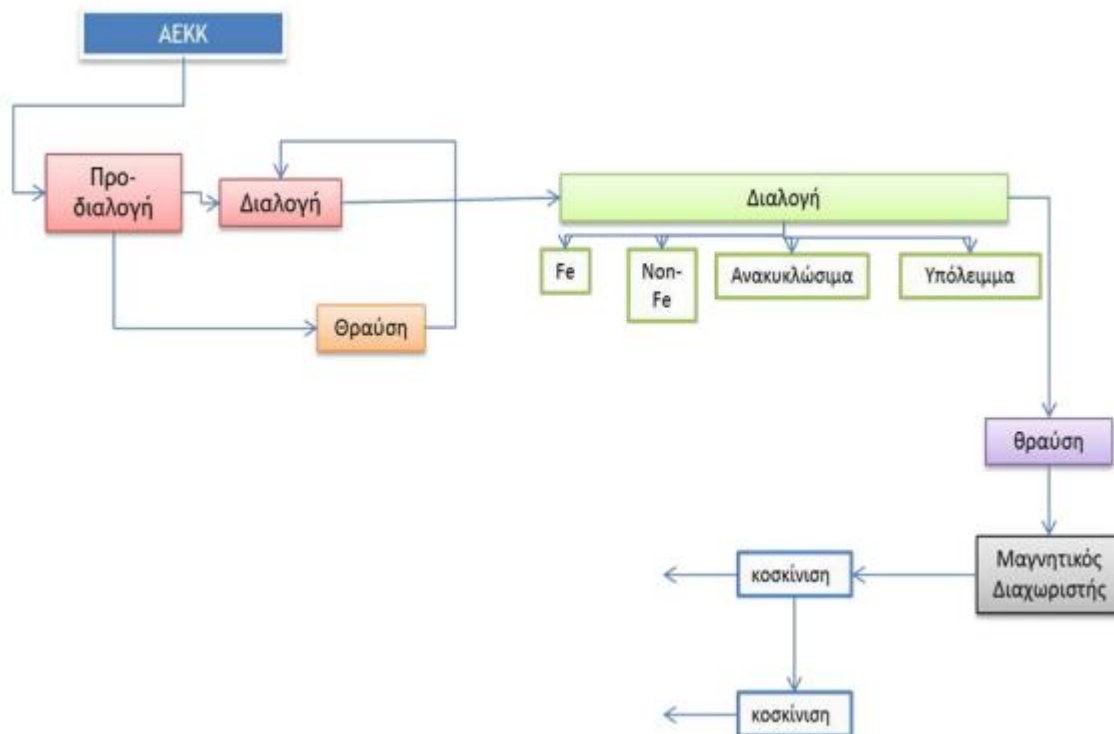 ΑΕΚΚ
Προ-
διαλογή
Διαλογή
Διαλογή
Fe
Non-
Fe
Ανακυκλώσιμα
Υπόλειμμα
Θραύση
θραύση
Μαγνητικός
Διαχωριστής
κοσκίνιση
κοσκίνιση